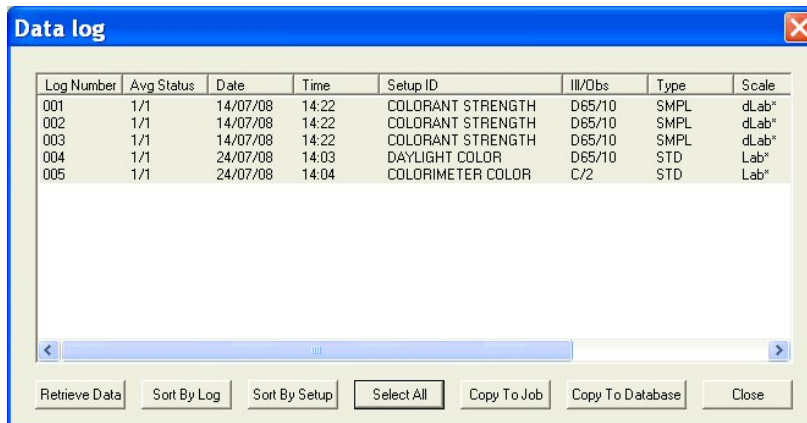 Data log
Log Number Avg Status Date Time Setup ID Ill/Obs Type Scale
001 1/1 14/07/08 14:22 COLORANT STRENGTH D65/10 SMPL dLab*
002 1/1 14/07/08 14:22 COLORANT STRENGTH D65/10 SMPL dLab*
003 1/1 14/07/08 14:22 COLORANT STRENGTH D65/10 SMPL dLab*
004 1/1 24/07/08 14:03 DAYLIGHT COLOR D65/10 STD Lab*
005 1/1 24/07/08 14:04 COLORIMETER COLOR C/2 STD Lab*
Retrieve Data Sort By Log Sort By Setup Select All Copy To Job Copy To Database Close